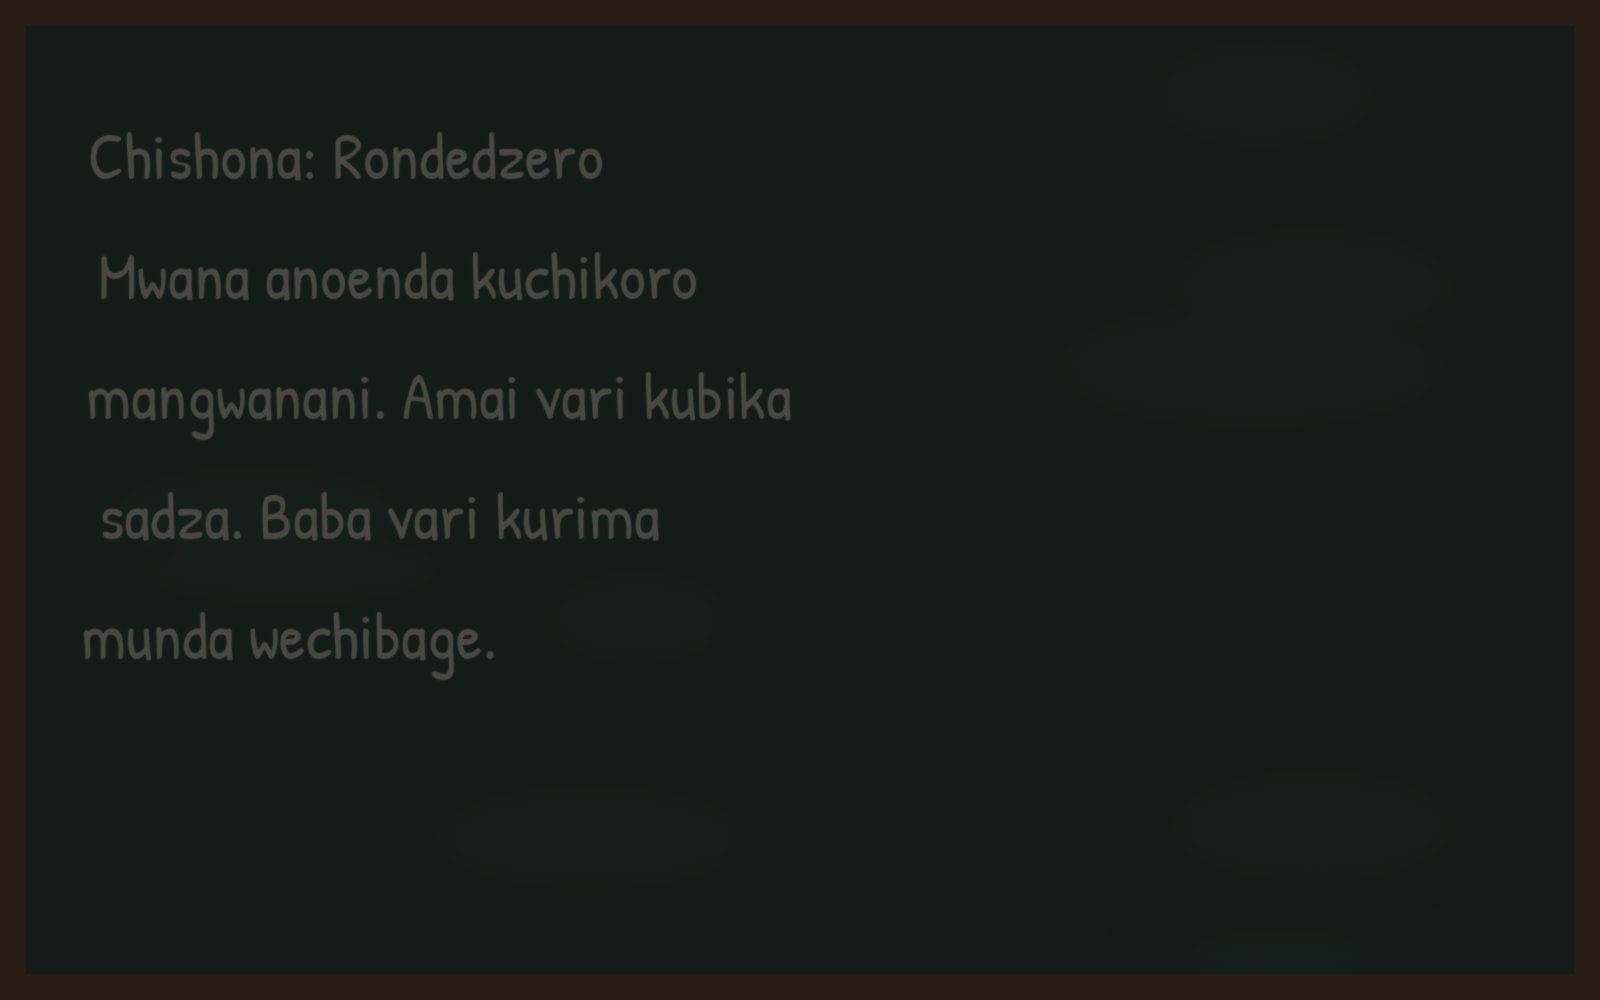 Chishona: Rondedzero
Mwana anoenda kuchikoro
mangwanani. Amai vari kubika
sadza. Baba vari kurima
munda wechibage.